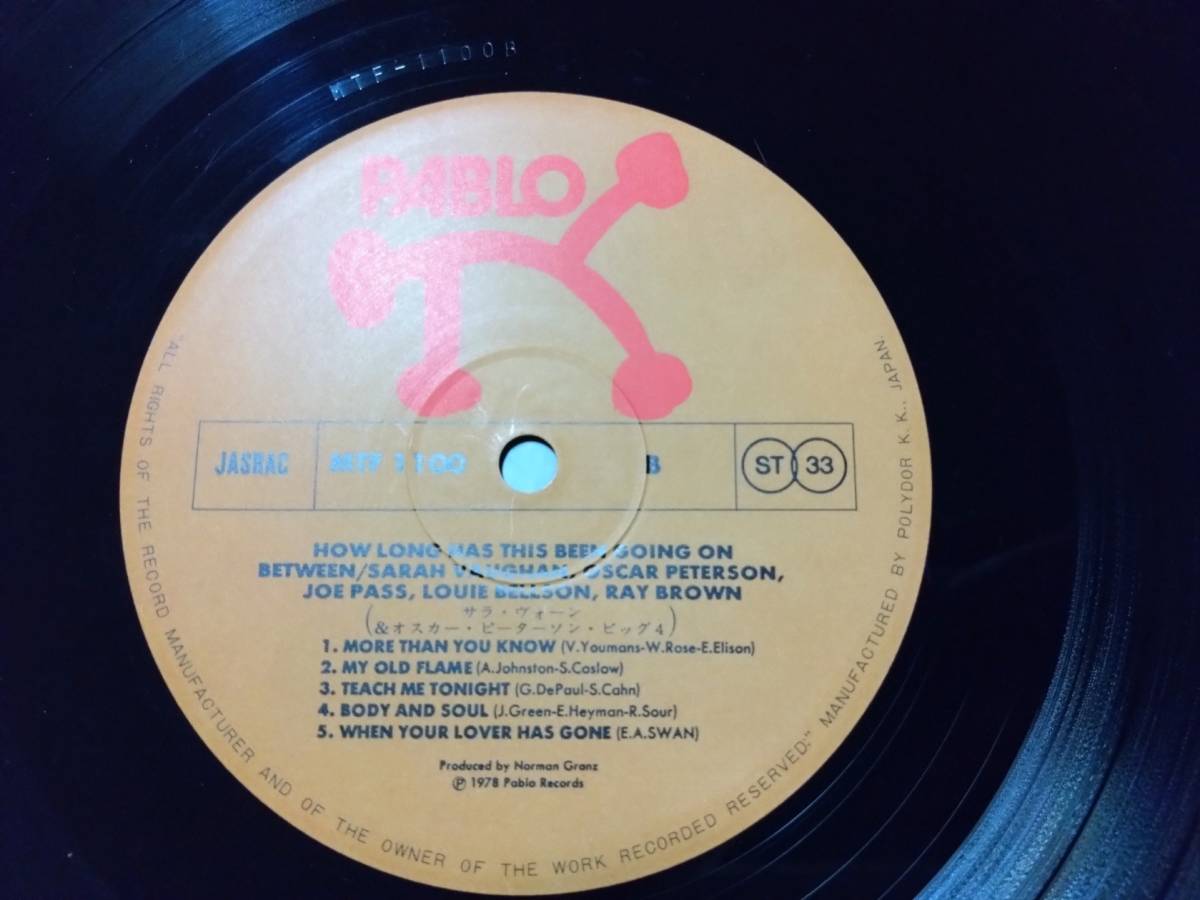 MTF-1100B
PABLO
JASRAC MTF 1100 B ST 33
HOW LONG HAS THIS BEEN GOING ON
BETWEEN/SARAH VAUGHAN, OSCAR PETERSON,
JOE PASS, LOUIE BELLSON, RAY BROWN
(サラ・ヴォーン
&オスカー・ピーターソン・ビッグ4)
1. MORE THAN YOU KNOW (V.Youmans-W.Rose-E.Elison)
2. MY OLD FLAME (A.Johnston-S.Coslow)
3. TEACH ME TONIGHT (G.DePaul-S.Cahn)
4. BODY AND SOUL (J.Green-E.Heyman-R.Sour)
5. WHEN YOUR LOVER HAS GONE (E.A.SWAN)
Produced by Norman Granz
℗ 1978 Pablo Records
"ALL RIGHTS OF THE RECORD MANUFACTURER AND OF THE OWNER OF THE WORK RECORDED RESERVED." MANUFACTURED BY POLYDOR K.K., JAPAN